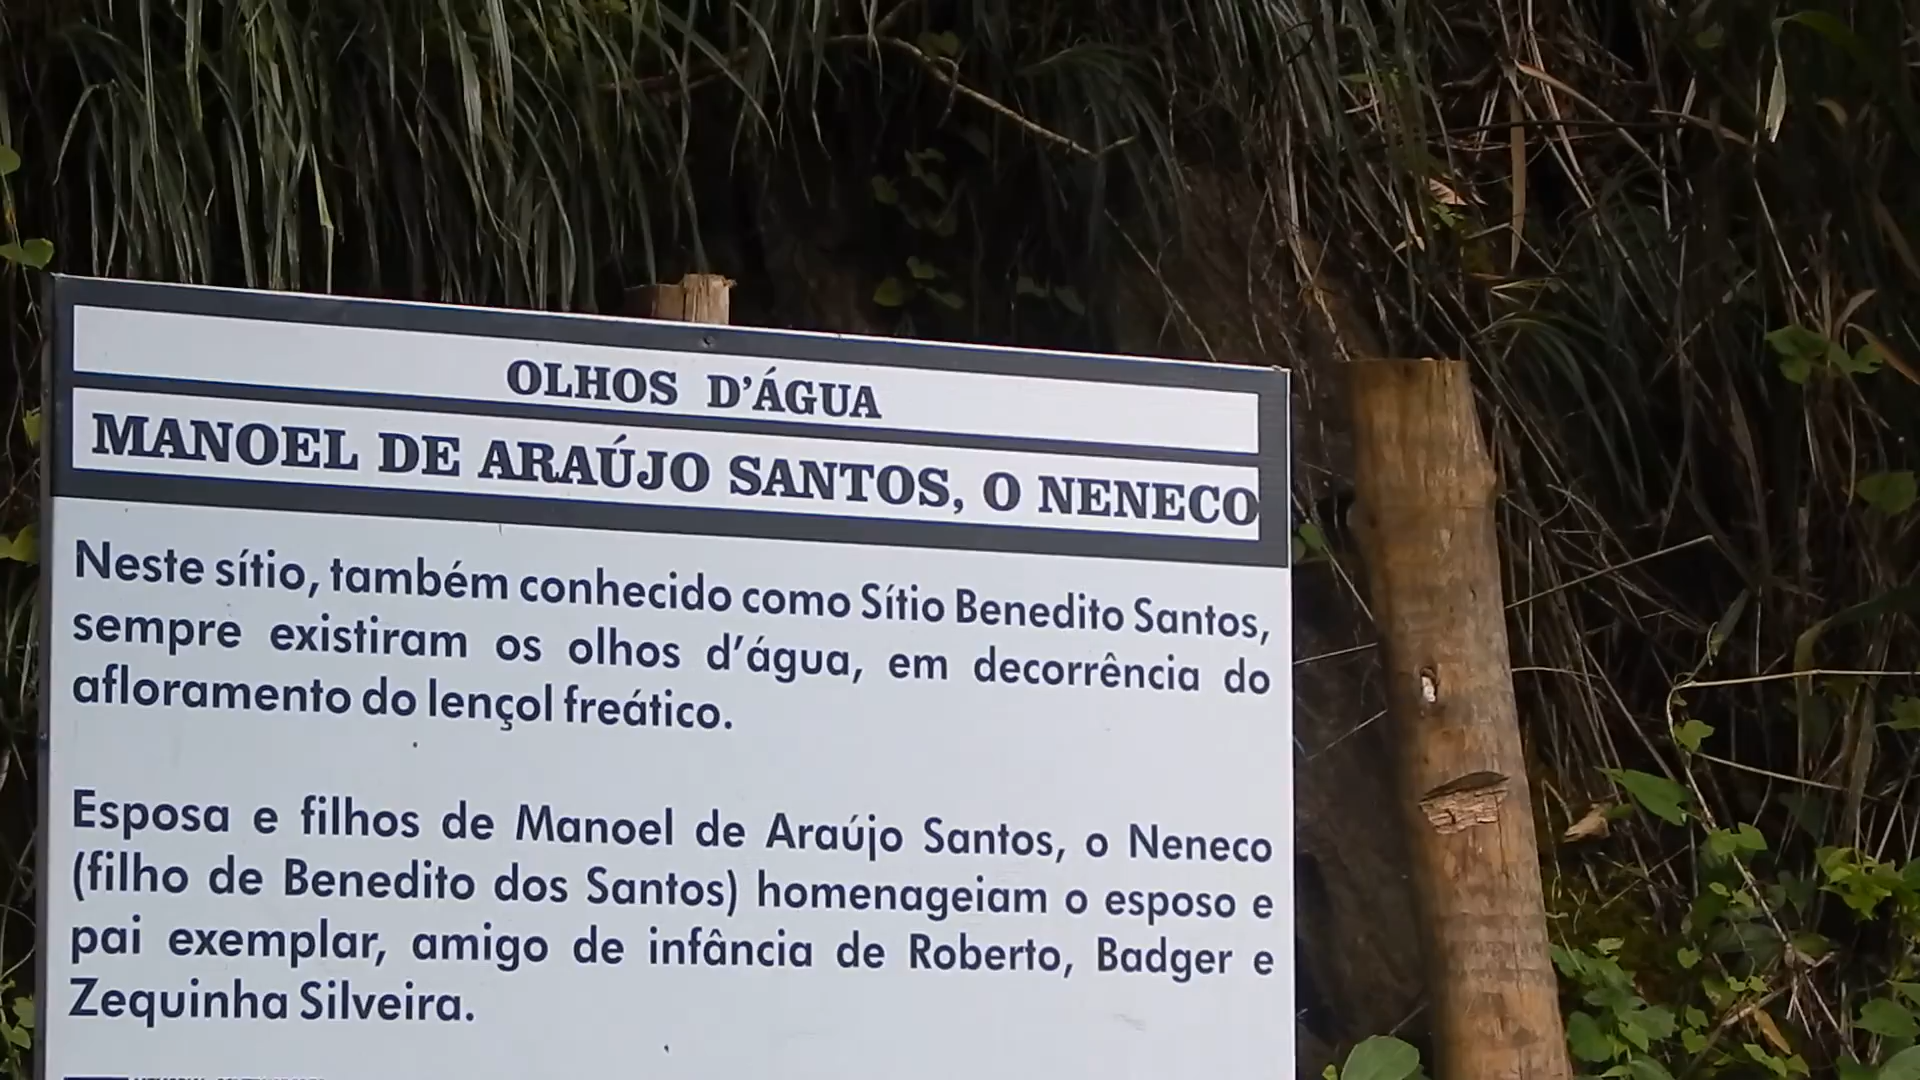 OLHOS D'ÁGUA
MANOEL DE ARAÚJO SANTOS, O NENECO
Neste sítio, também conhecido como Sítio Benedito Santos,
sempre existiram os olhos d'água, em decorrência do
afloramento do lençol freático.
Esposa e filhos de Manoel de Araújo Santos, o Neneco
(filho de Benedito dos Santos) homenageiam o esposo e
pai exemplar, amigo de infância de Roberto, Badger e
Zequinha Silveira.